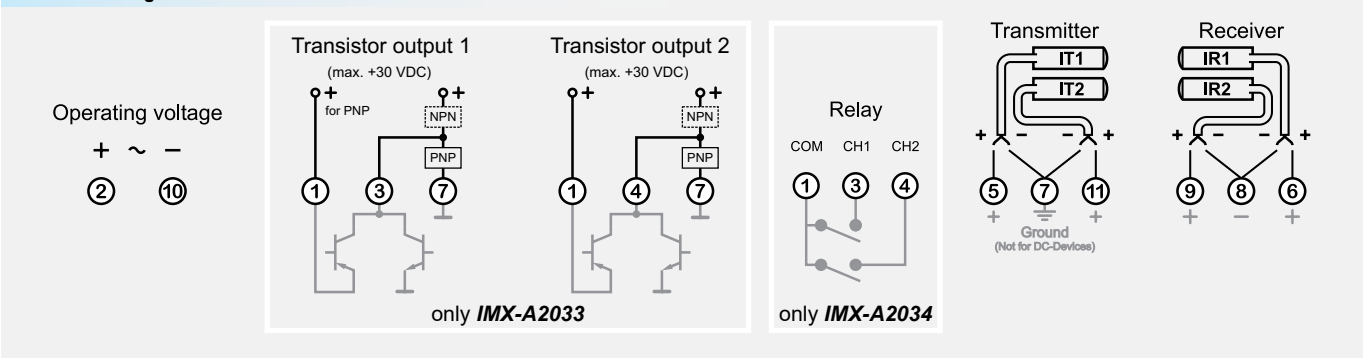 Operating voltage
+ ~ −
2 10
Transistor output 1
(max. +30 VDC)
+ for PNP +
NPN
PNP
1 3 7
Transistor output 2
(max. +30 VDC)
+ +
NPN
PNP
1 4 7
only IMX-A2033
Relay
COM CH1 CH2
1 3 4
only IMX-A2034
Transmitter
IT1
IT2
+ − − +
5 7 11
+ +
Ground
(Not for DC-Devices)
Receiver
IR1
IR2
+ − − +
9 8 6
+ − +